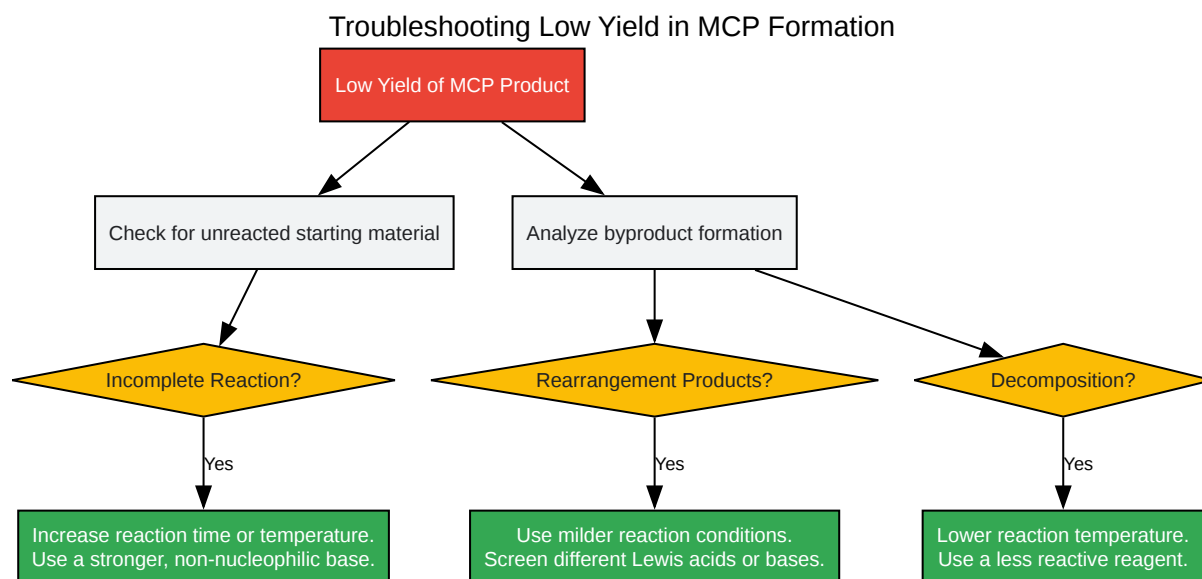 Troubleshooting Low Yield in MCP Formation
Low Yield of MCP Product
Check for unreacted starting material
Analyze byproduct formation
Incomplete Reaction?
Rearrangement Products?
Decomposition?
Yes
Yes
Yes
Increase reaction time or temperature.
Use a stronger, non-nucleophilic base.
Use milder reaction conditions.
Screen different Lewis acids or bases.
Lower reaction temperature.
Use a less reactive reagent.